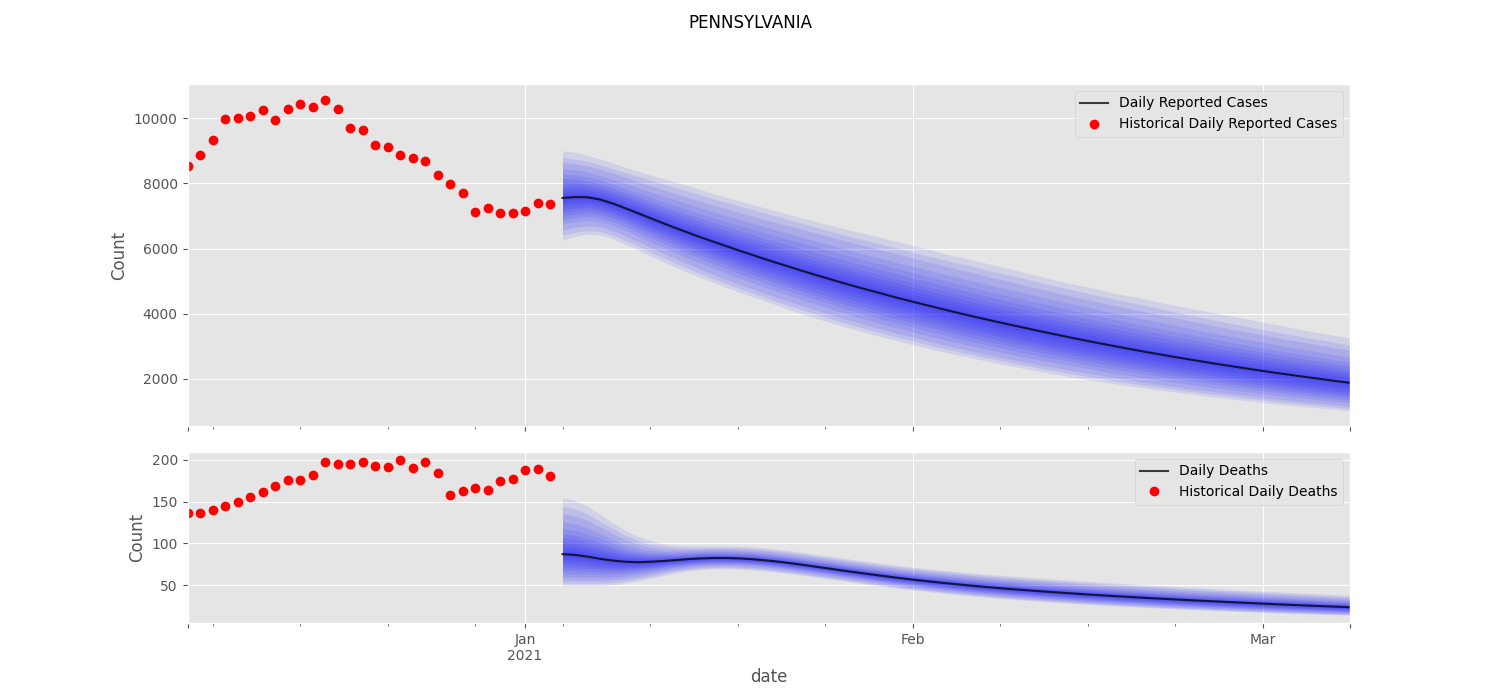 PENNSYLVANIA
Daily Reported Cases
Historical Daily Reported Cases
10000
8000
6000
4000
2000
Count
Daily Deaths
Historical Daily Deaths
200
150
100
50
Count
Jan
2021
Feb
Mar
date